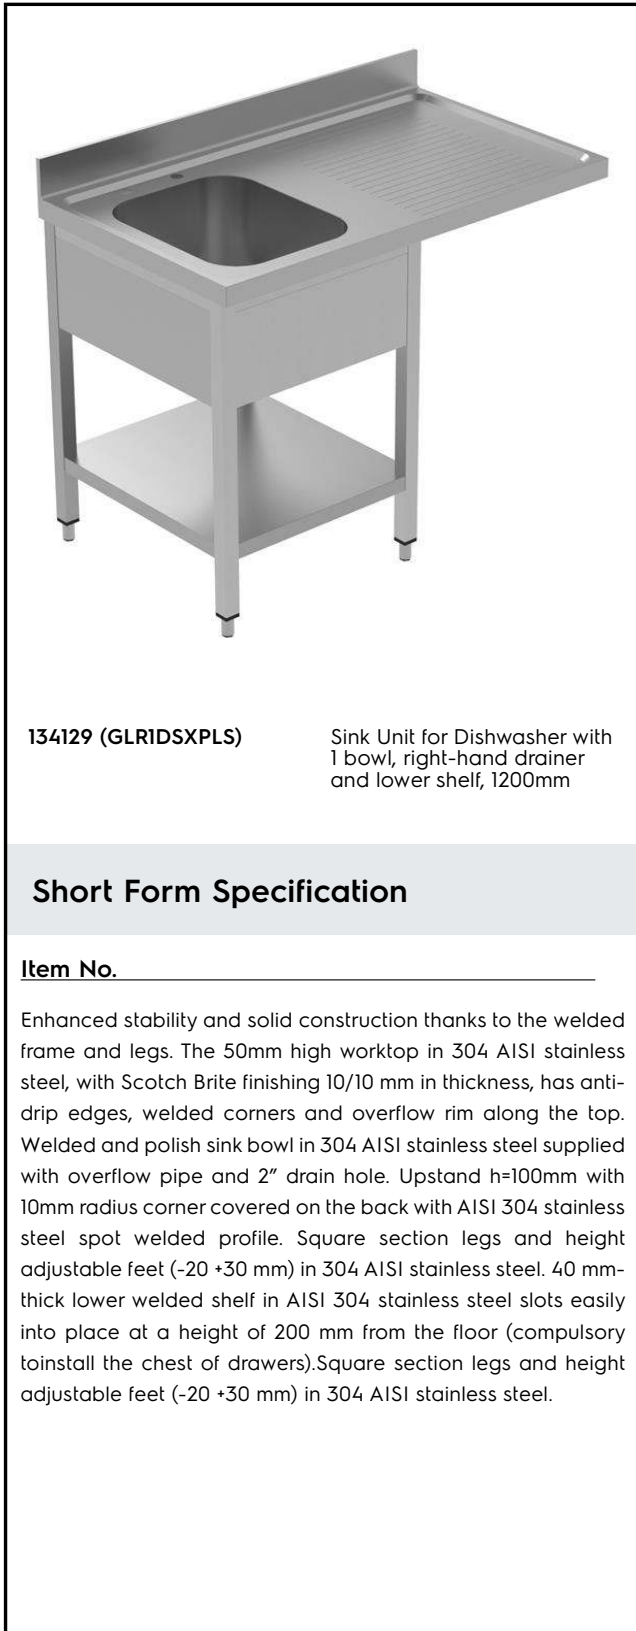 134129 (GLR1DSXPLS)
Sink Unit for Dishwasher with
1 bowl, right-hand drainer
and lower shelf, 1200mm
Short Form Specification
Item No.
Enhanced stability and solid construction thanks to the welded
frame and legs. The 50mm high worktop in 304 AISI stainless
steel, with Scotch Brite finishing 10/10 mm in thickness, has anti-
drip edges, welded corners and overflow rim along the top.
Welded and polish sink bowl in 304 AISI stainless steel supplied
with overflow pipe and 2” drain hole. Upstand h=100mm with
10mm radius corner covered on the back with AISI 304 stainless
steel spot welded profile. Square section legs and height
adjustable feet (-20 +30 mm) in 304 AISI stainless steel. 40 mm-
thick lower welded shelf in AISI 304 stainless steel slots easily
into place at a height of 200 mm from the floor (compulsory
toinstall the chest of drawers).Square section legs and height
adjustable feet (-20 +30 mm) in 304 AISI stainless steel.